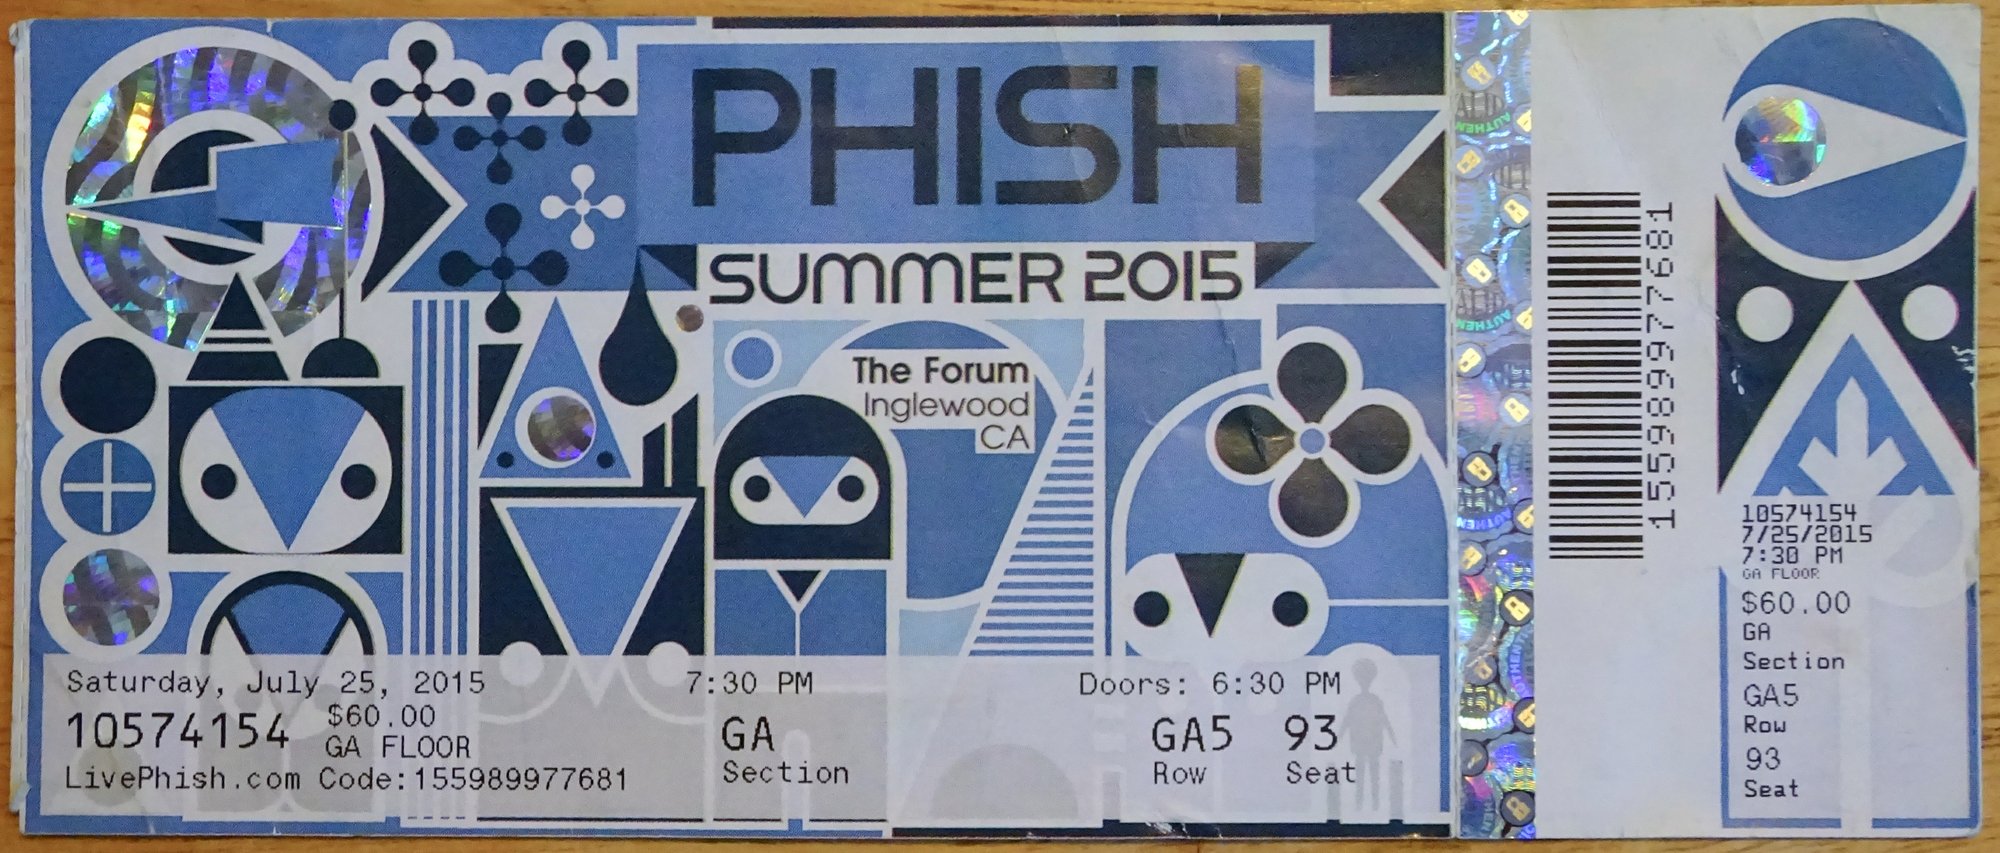 PHISH
SUMMER 2015
The Forum
Inglewood
CA
Saturday, July 25, 2015 7:30 PM Doors: 6:30 PM
10574154 $60.00 GA GA5 93
GA FLOOR
LivePhish.com Code:155989977681 Section Row Seat
155989977681
10574154
7/25/2015
7:30 PM
GA FLOOR
$60.00
GA
Section
GA5
Row
93
Seat